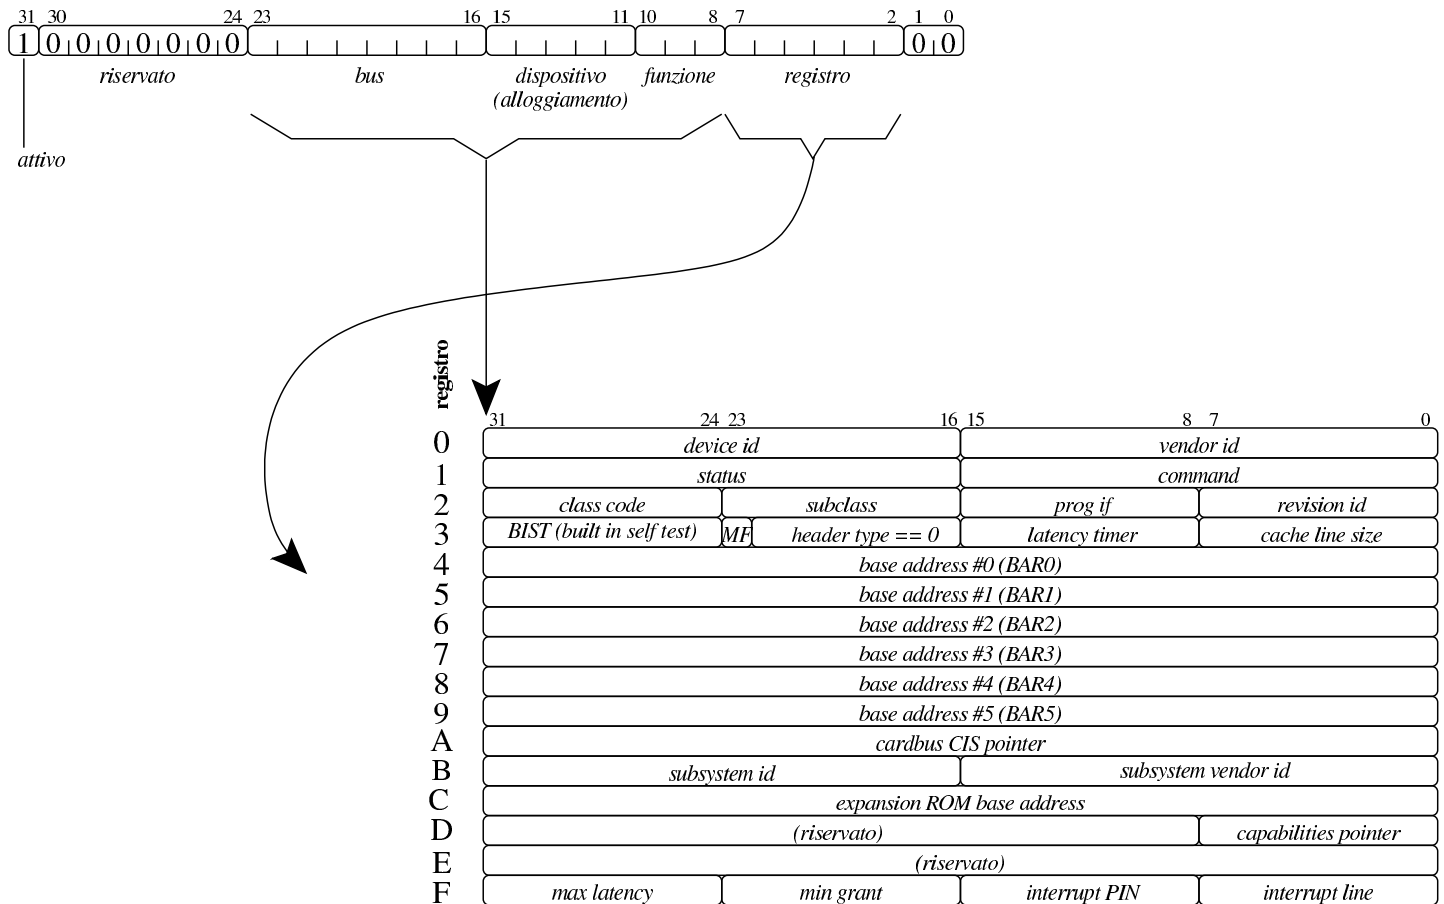 31 30 24 23 16 15 11 10 8 7 2 1 0
1 0 0 0 0 0 0 0 0 0
riservato bus dispositivo funzione registro
(alloggiamento)
attivo
registro
31 24 23 16 15 8 7 0
0 device id vendor id
1 status command
2 class code subclass prog if revision id
3 BIST (built in self test) MF header type == 0 latency timer cache line size
4 base address #0 (BAR0)
5 base address #1 (BAR1)
6 base address #2 (BAR2)
7 base address #3 (BAR3)
8 base address #4 (BAR4)
9 base address #5 (BAR5)
A cardbus CIS pointer
B subsystem id subsystem vendor id
C expansion ROM base address
D (riservato) capabilities pointer
E (riservato)
F max latency min grant interrupt PIN interrupt line